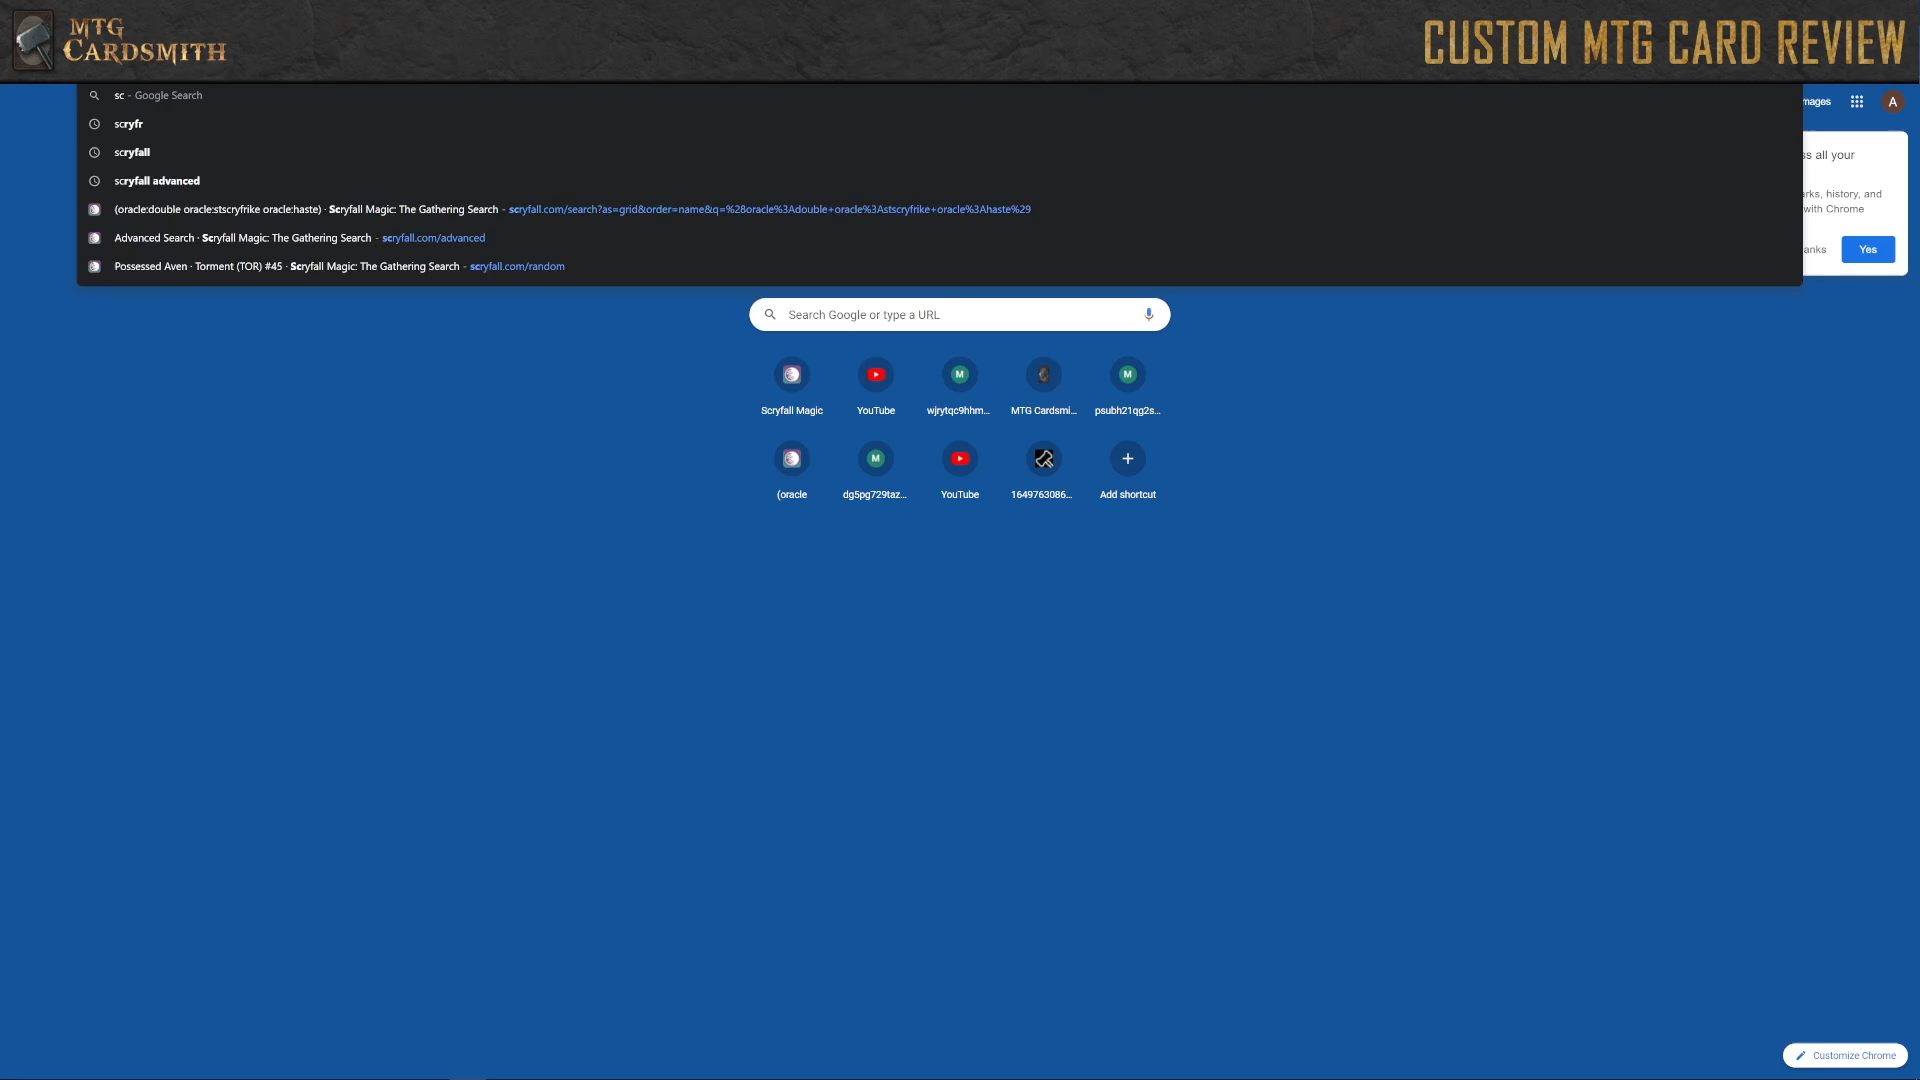 MTG
CARDSMITH
CUSTOM MTG CARD REVIEW
sc - Google Search
mages
A
scryfr
scryfall
ss all your
scryfall advanced
arks, history, and
(oracle:double oracle:stscryfrike oracle:haste) · Scryfall Magic: The Gathering Search - scryfall.com/search?as=grid&order=name&q=%28oracle%3Adouble+oracle%3Astscryfrike+oracle%3Ahaste%29
with Chrome
Advanced Search · Scryfall Magic: The Gathering Search - scryfall.com/advanced
anks
Yes
Possessed Aven · Torment (TOR) #45 · Scryfall Magic: The Gathering Search - scryfall.com/random
Search Google or type a URL
M
M
Scryfall Magic
YouTube
wjrytqc9hhm...
MTG Cardsmi...
psubh21qg2s...
M
(oracle
dg5pg729taz...
YouTube
1649763086...
Add shortcut
Customize Chrome